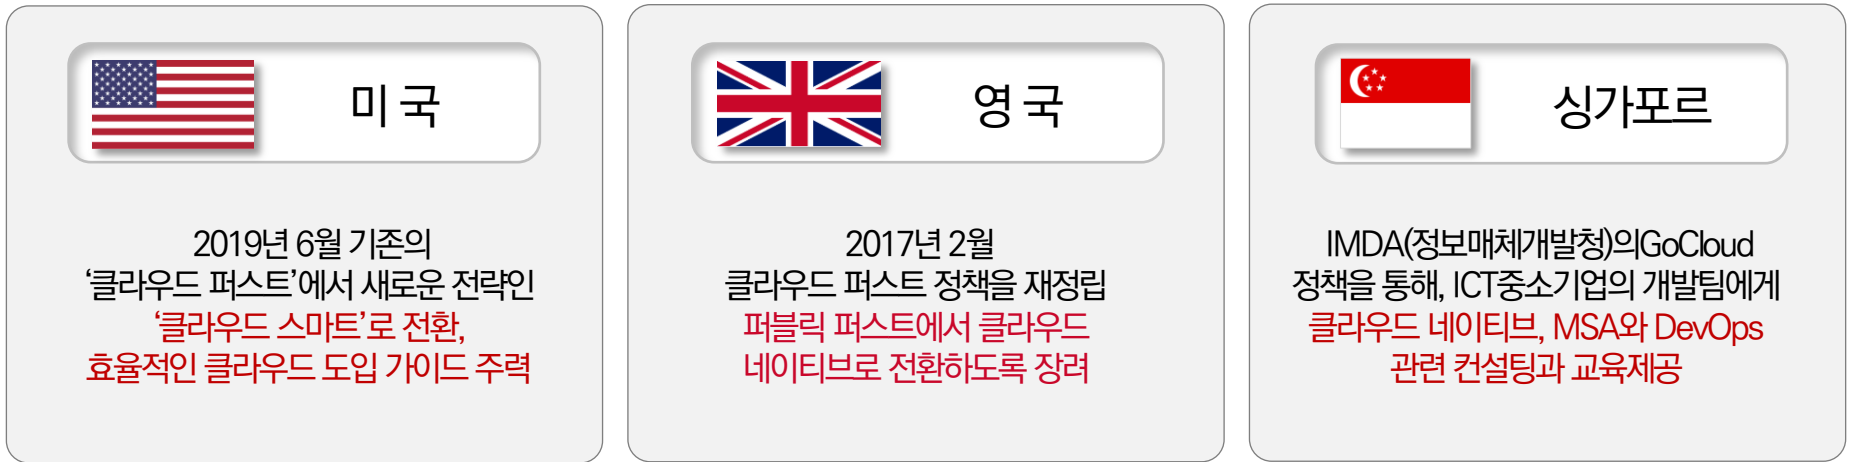 미 국
2019년 6월 기존의
‘클라우드 퍼스트’에서 새로운 전략인
‘클라우드 스마트’로 전환,
효율적인 클라우드 도입 가이드 주력
영 국
2017년 2월
클라우드 퍼스트 정책을 재정립
퍼블릭 퍼스트에서 클라우드
네이티브로 전환하도록 장려
싱가포르
IMDA(정보매체개발청)의GoCloud
정책을 통해, ICT중소기업의 개발팀에게
클라우드 네이티브, MSA와 DevOps
관련 컨설팅과 교육제공